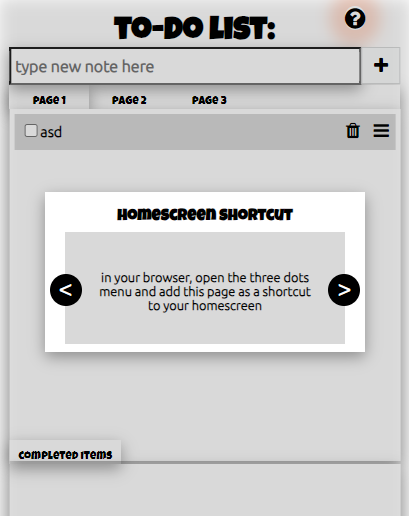 TO-DO LIST:
?
type new note here
+
PAGE 1 PAGE 2 PAGE 3
asd
Homescreen shortcut
in your browser, open the three dots
menu and add this page as a shortcut
to your homescreen
< >
completed items